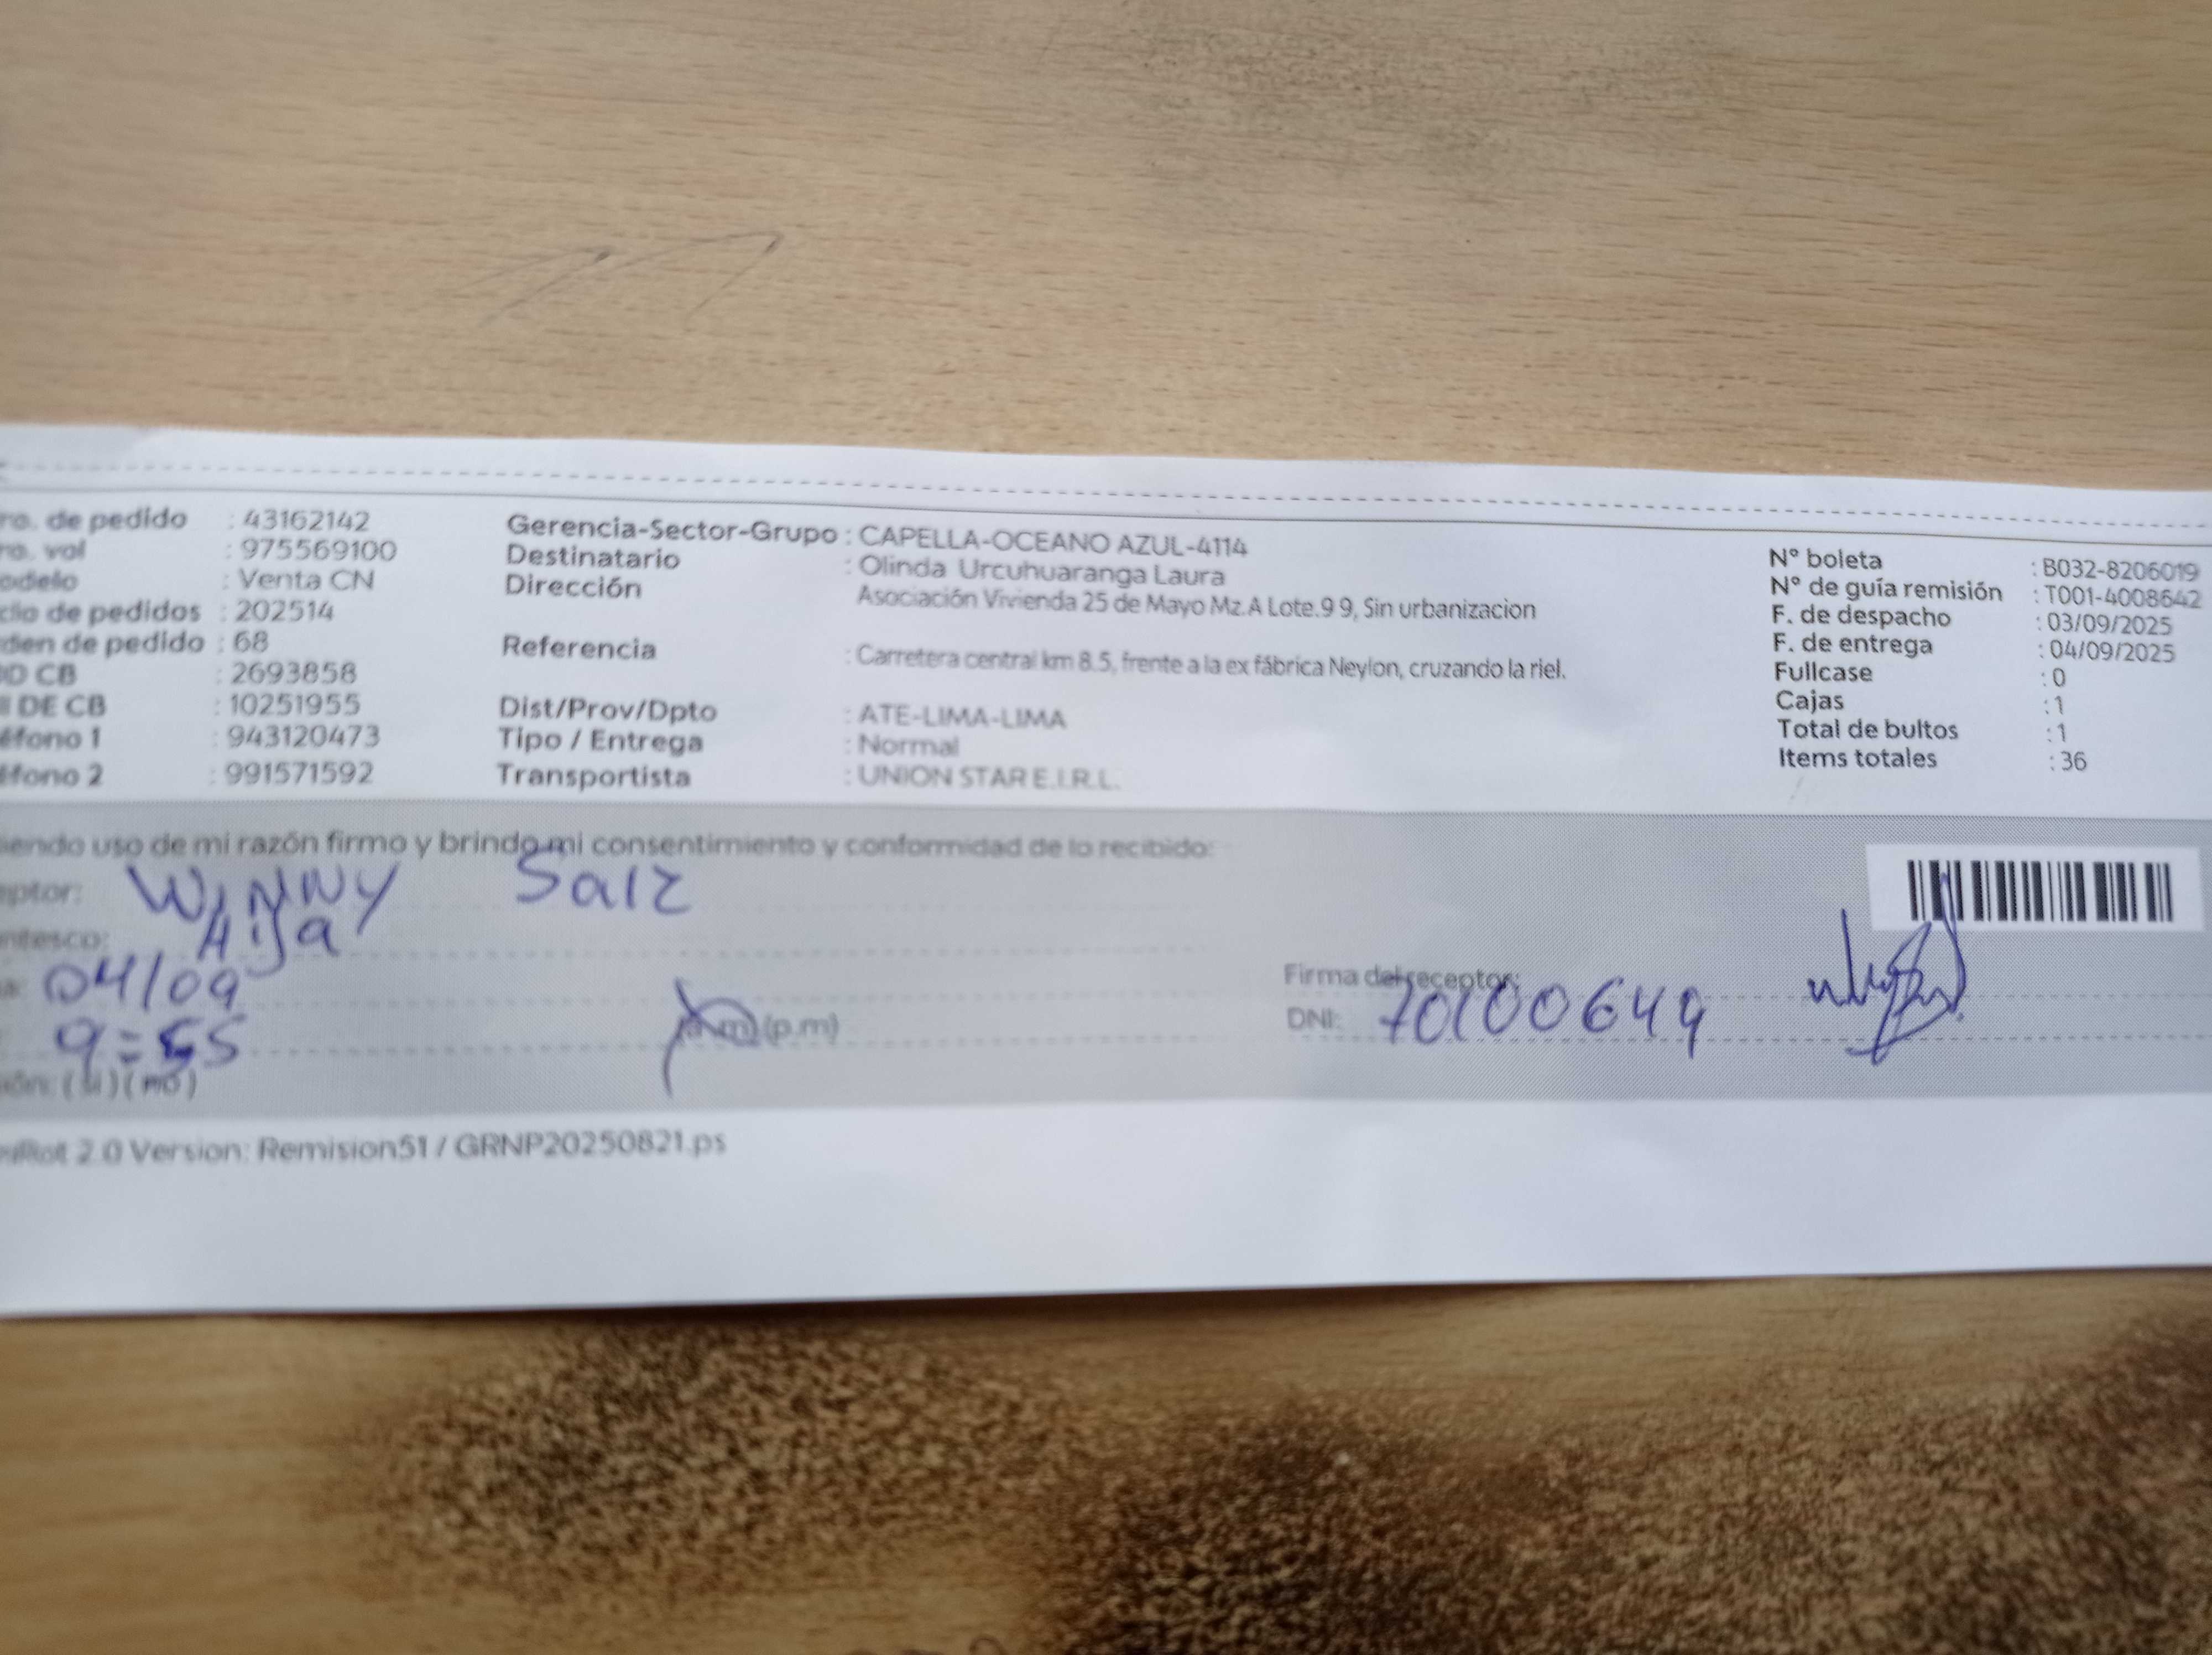 ro. de pedido : 43162142
ro. val : 975569100
odelo : Venta CN
clo de pedidos : 202514
den de pedido : 68
OD CB : 2693858
I DE CB : 10251955
éfono 1 : 943120473
éfono 2 : 991571592
Gerencia-Sector-Grupo : CAPELLA-OCEANO AZUL-4114
Destinatario : Olinda Urcuhuaranga Laura
Dirección : Asociación Vivienda 25 de Mayo Mz.A Lote.9 9, Sin urbanizacion
Referencia : Carretera central km 8.5, frente a la ex fábrica Neylon, cruzando la riel.
Dist/Prov/Dpto : ATE-LIMA-LIMA
Tipo / Entrega : Normal
Transportista : UNION STAR E.I.R.L.
N° boleta : B032-8206019
N° de guía remisión : T001-4008642
F. de despacho : 03/09/2025
F. de entrega : 04/09/2025
Fullcase : 0
Cajas : 1
Total de bultos : 1
Items totales : 36
iendo uso de mi razón firmo y brindo mi consentimiento y conformidad de lo recibido:
ptor: WINNY Saiz
ntesco: Hija
a: 04/09
9:55 (a.m) (p.m)
ón: (si) (no)
Firma del receptor:
DNI: 70100649
2.0 Version: Remision51 / GRNP20250821.ps